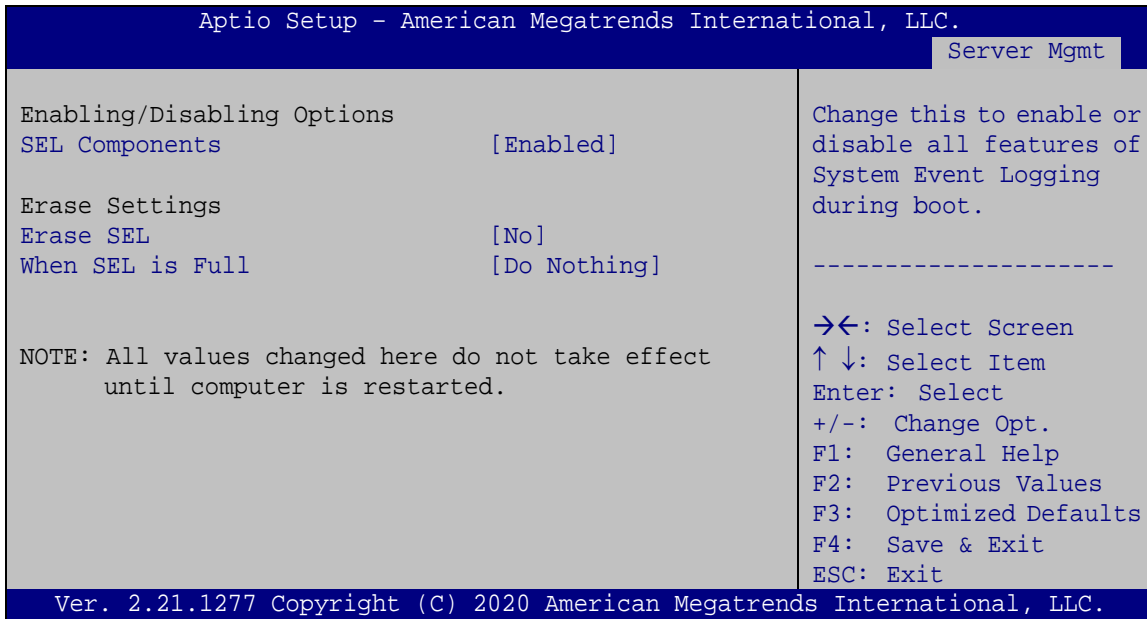 Aptio Setup – American Megatrends International, LLC.
Server Mgmt
Enabling/Disabling Options
SEL Components [Enabled]
Erase Settings
Erase SEL [No]
When SEL is Full [Do Nothing]
NOTE: All values changed here do not take effect
until computer is restarted.
Change this to enable or
disable all features of
System Event Logging
during boot.
---------------------
→←: Select Screen
↑ ↓: Select Item
Enter: Select
+/-: Change Opt.
F1: General Help
F2: Previous Values
F3: Optimized Defaults
F4: Save & Exit
ESC: Exit
Ver. 2.21.1277 Copyright (C) 2020 American Megatrends International, LLC.